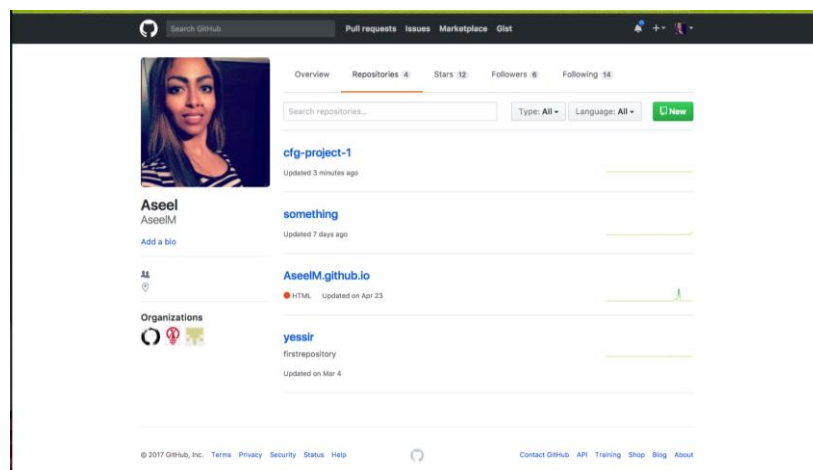 Search GitHub Pull requests Issues Marketplace Gist
Overview Repositories 4 Stars 12 Followers 6 Following 14
Search repositories... Type: All Language: All New
cfg-project-1
Updated 3 minutes ago
Aseel
AseelM
Add a bio
something
Updated 7 days ago
AseelM.github.io
HTML Updated on Apr 23
Organizations
yessir
firstrepository
Updated on Mar 4
© 2017 GitHub, Inc. Terms Privacy Security Status Help Contact GitHub API Training Shop Blog About